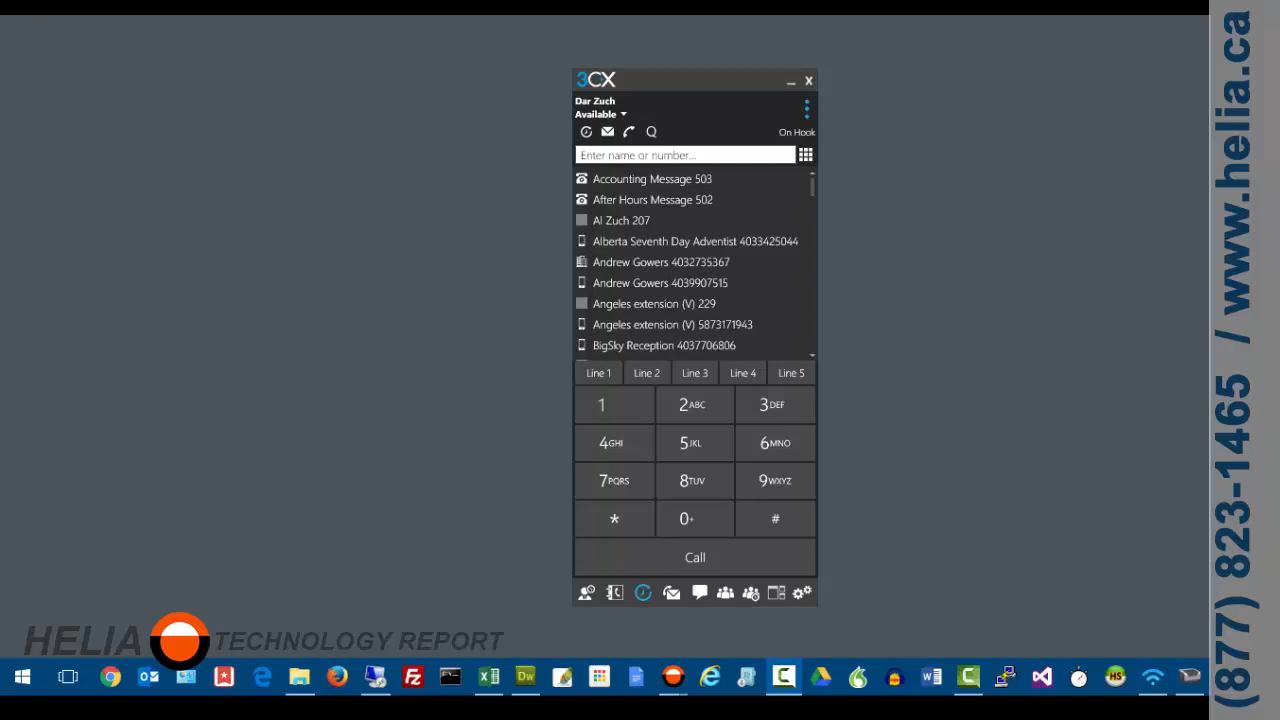 3CX
Dar Zuch
Available
On Hook
Enter name or number...
Accounting Message 503
After Hours Message 502
Al Zuch 207
Alberta Seventh Day Adventist 4033425044
Andrew Gowers 4032735367
Andrew Gowers 4039907515
Angeles extension (V) 229
Angeles extension (V) 5873171943
BigSky Reception 4037706806
Line 1 Line 2 Line 3 Line 4 Line 5
1 2ABC 3DEF
4GHI 5JKL 6MNO
7PQRS 8TUV 9WXYZ
* 0+ #
Call
HELIA TECHNOLOGY REPORT
(877) 823-1465 / www.helia.ca